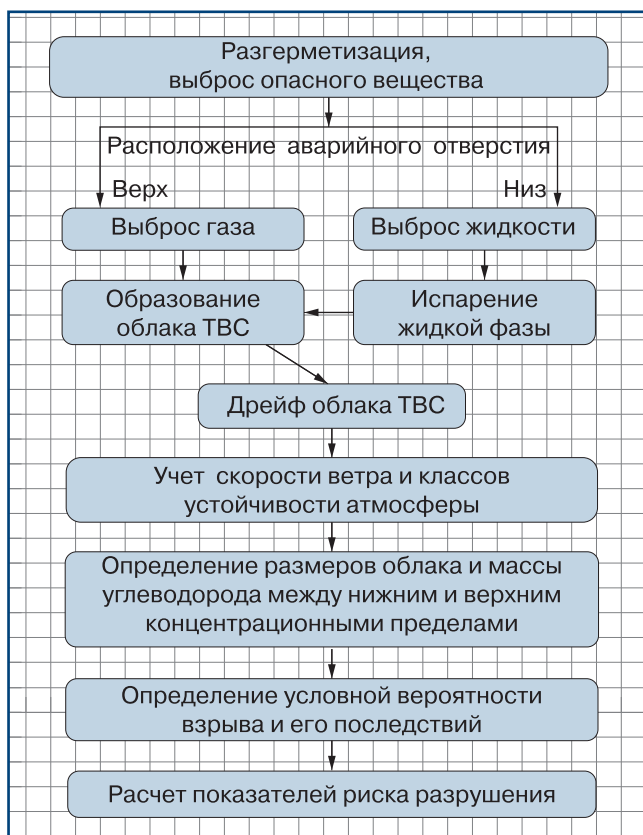 Разгерметизация,
выброс опасного вещества
Расположение аварийного отверстия
Верх
Низ
Выброс газа
Выброс жидкости
Образование
облака ТВС
Испарение
жидкой фазы
Дрейф облака ТВС
Учет скорости ветра и классов
устойчивости атмосферы
Определение размеров облака и массы
углеводорода между нижним и верхним
концентрационными пределами
Определение условной вероятности
взрыва и его последствий
Расчет показателей риска разрушения